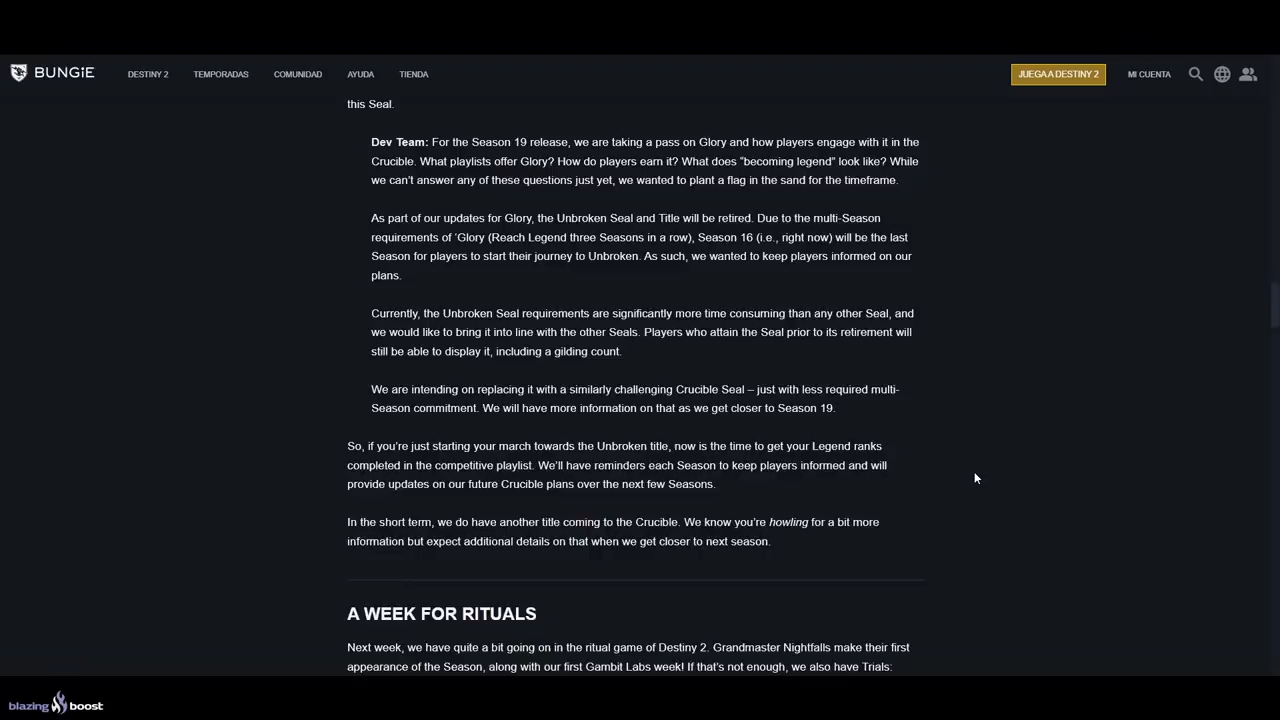 BUNGiE
DESTINY 2
TEMPORADAS
COMUNIDAD
AYUDA
TIENDA
JUEGA A DESTINY 2
MI CUENTA
this Seal.
Dev Team: For the Season 19 release, we are taking a pass on Glory and how players engage with it in the
Crucible. What playlists offer Glory? How do players earn it? What does “becoming legend” look like? While
we can’t answer any of these questions just yet, we wanted to plant a flag in the sand for the timeframe.
As part of our updates for Glory, the Unbroken Seal and Title will be retired. Due to the multi-Season
requirements of ‘Glory (Reach Legend three Seasons in a row), Season 16 (i.e., right now) will be the last
Season for players to start their journey to Unbroken. As such, we wanted to keep players informed on our
plans.
Currently, the Unbroken Seal requirements are significantly more time consuming than any other Seal, and
we would like to bring it into line with the other Seals. Players who attain the Seal prior to its retirement will
still be able to display it, including a gilding count.
We are intending on replacing it with a similarly challenging Crucible Seal – just with less required multi-
Season commitment. We will have more information on that as we get closer to Season 19.
So, if you’re just starting your march towards the Unbroken title, now is the time to get your Legend ranks
completed in the competitive playlist. We’ll have reminders each Season to keep players informed and will
provide updates on our future Crucible plans over the next few Seasons.
In the short term, we do have another title coming to the Crucible. We know you’re howling for a bit more
information but expect additional details on that when we get closer to next season.
A WEEK FOR RITUALS
Next week, we have quite a bit going on in the ritual game of Destiny 2. Grandmaster Nightfalls make their first
appearance of the Season, along with our first Gambit Labs week! If that’s not enough, we also have Trials:
blazing boost